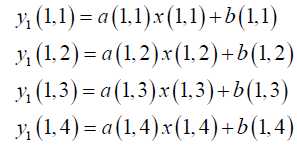 y₁(1,1) = a(1,1)x(1,1)+b(1,1)
y₁(1,2) = a(1,2)x(1,2)+b(1,2)
y₁(1,3) = a(1,3)x(1,3)+b(1,3)
y₁(1,4) = a(1,4)x(1,4)+b(1,4)